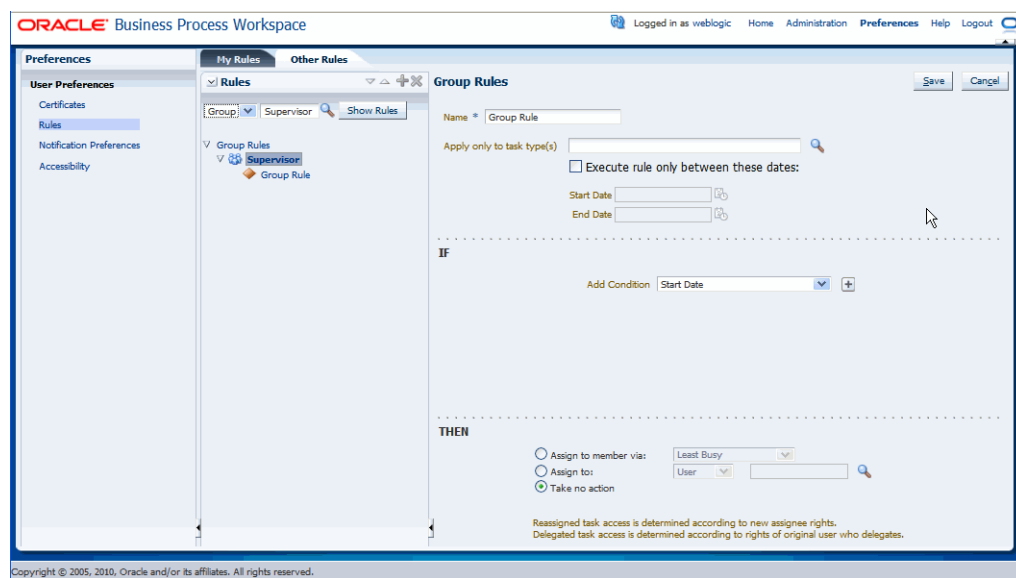 ORACLE Business Process Workspace
Logged in as weblogic Home Administration Preferences Help Logout
Preferences
User Preferences
Certificates
Rules
Notification Preferences
Accessibility
My Rules Other Rules
Rules
Group Supervisor Show Rules
Group Rules
Supervisor
Group Rule
Group Rules
Save Cancel
Name * Group Rule
Apply only to task type(s)
Execute rule only between these dates:
Start Date
End Date
IF
Add Condition Start Date
THEN
Assign to member via: Least Busy
Assign to: User
Take no action
Reassigned task access is determined according to new assignee rights.
Delegated task access is determined according to rights of original user who delegates.
Copyright © 2005, 2010, Oracle and/or its affiliates. All rights reserved.